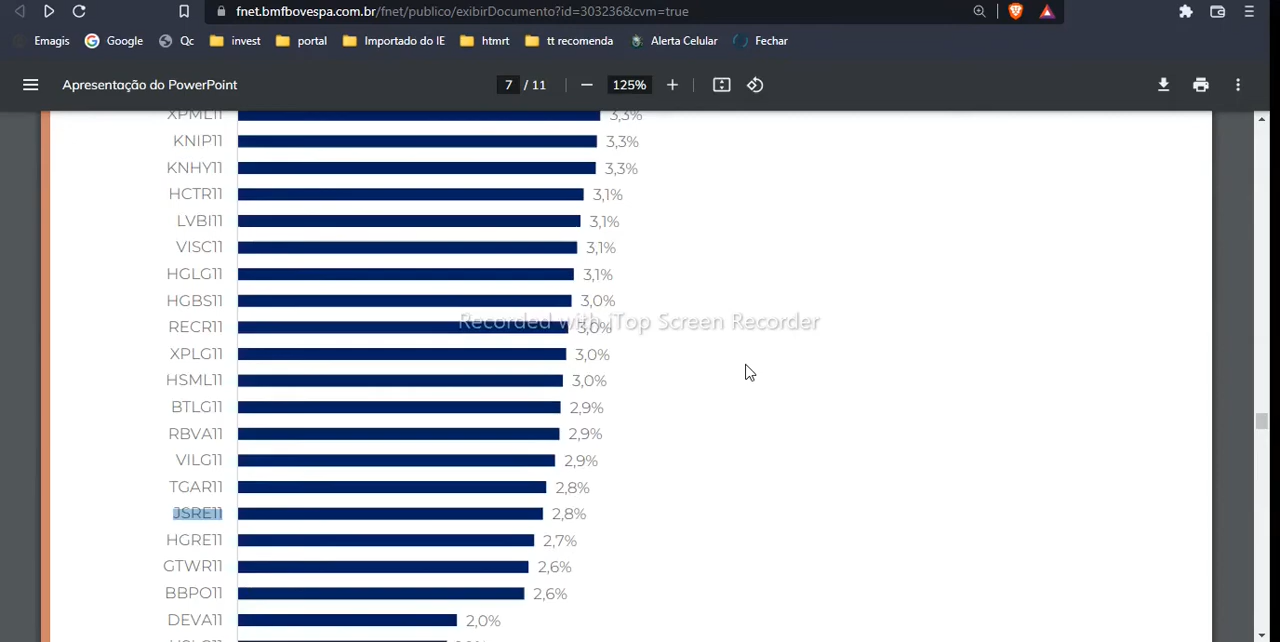 fnet.bmfbovespa.com.br/fnet/publico/exibirDocumento?id=303236&cvm=true
Emagis Google Qc invest portal Importado do IE htmrt tt recomenda Alerta Celular Fechar
Apresentação do PowerPoint 7 / 11 125%
XPML11 3,3%
KNIP11 3,3%
KNHY11 3,3%
HCTR11 3,1%
LVBI11 3,1%
VISC11 3,1%
HGLG11 3,1%
HGBS11 3,0%
Recorded with iTop Screen Recorder
RECR11 3,0%
XPLG11 3,0%
HSML11 3,0%
BTLG11 2,9%
RBVA11 2,9%
VILG11 2,9%
TGAR11 2,8%
JSRE11 2,8%
HGRE11 2,7%
GTWR11 2,6%
BBPO11 2,6%
DEVA11 2,0%